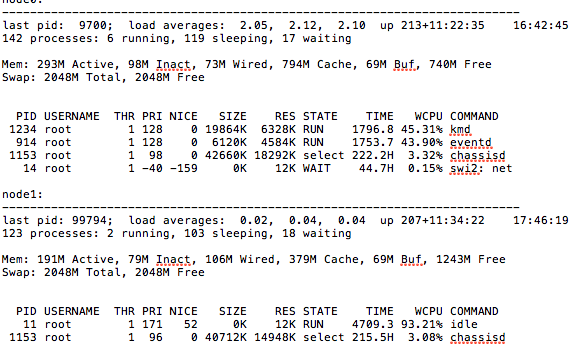 node0:
--------------------------------------------------------------------------
last pid:  9700;  load averages:  2.05,  2.12,  2.10  up 213+11:22:35    16:42:45
142 processes: 6 running, 119 sleeping, 17 waiting
Mem: 293M Active, 98M Inact, 73M Wired, 794M Cache, 69M Buf, 740M Free
Swap: 2048M Total, 2048M Free
PID USERNAME  THR PRI NICE   SIZE    RES STATE    TIME   WCPU COMMAND
1234 root        1 128    0 19864K  6328K RUN    1796.8 45.31% kmd
914 root        1 128    0  6120K  4584K RUN    1753.7 43.90% eventd
1153 root        1  98    0 42660K 18292K select 222.2H  3.32% chassisd
14 root        1 -40 -159     0K    12K WAIT    44.7H  0.15% swi2: net
node1:
--------------------------------------------------------------------------
last pid: 99794;  load averages:  0.02,  0.04,  0.04  up 207+11:34:22    17:46:19
123 processes: 2 running, 103 sleeping, 18 waiting
Mem: 191M Active, 79M Inact, 106M Wired, 379M Cache, 69M Buf, 1243M Free
Swap: 2048M Total, 2048M Free
PID USERNAME  THR PRI NICE   SIZE    RES STATE    TIME   WCPU COMMAND
11 root        1 171   52     0K    12K RUN    4709.3 93.21% idle
1153 root        1  96    0 40712K 14948K select 215.5H  3.08% chassisd